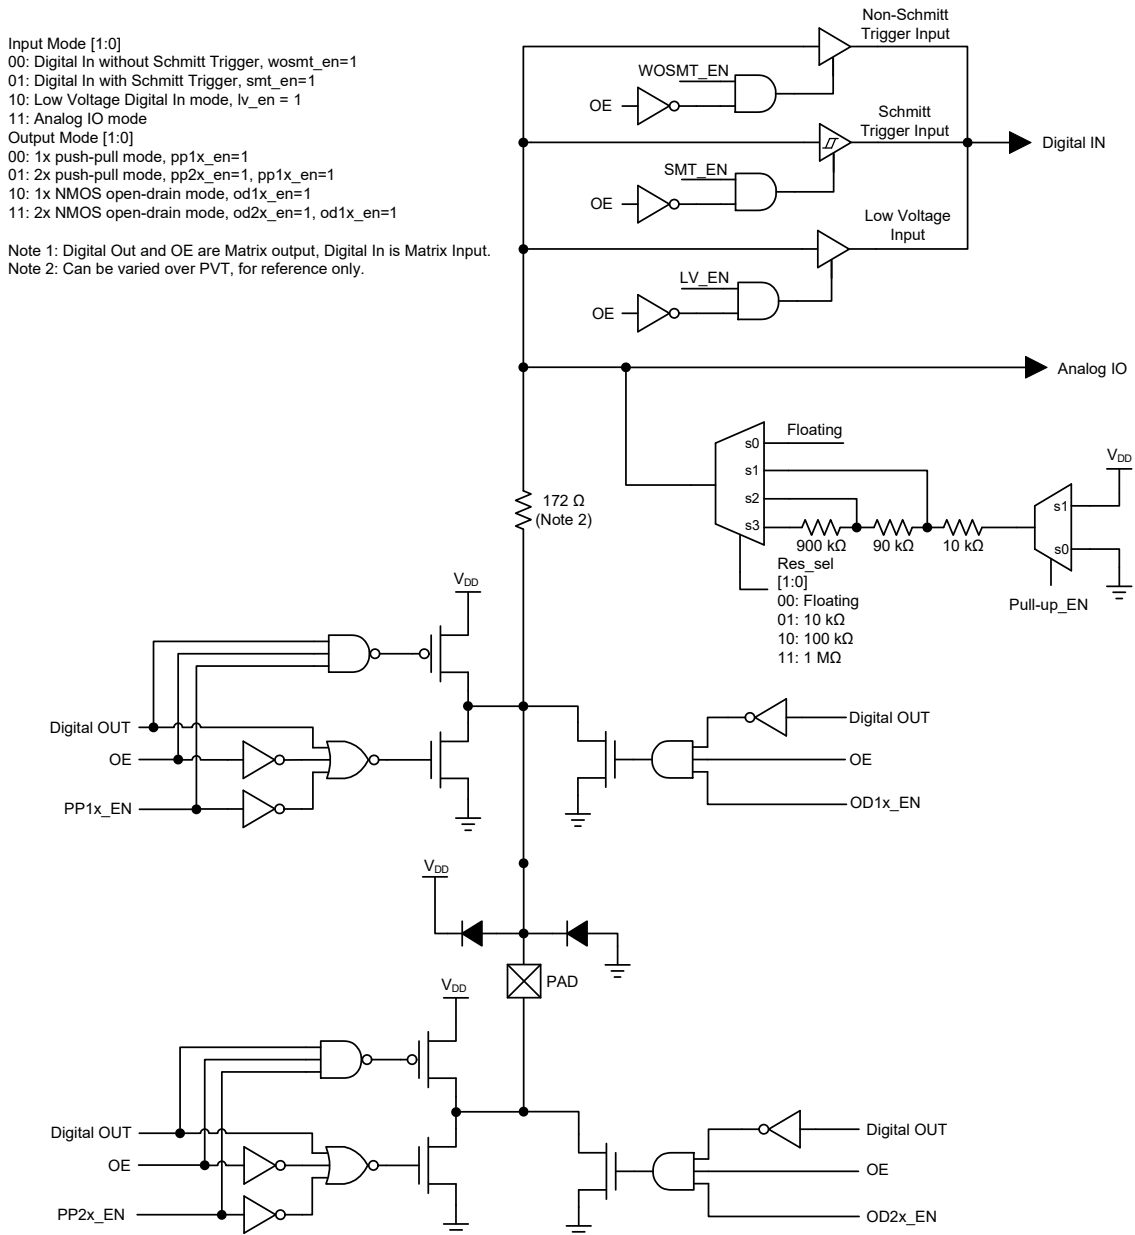 Input Mode [1:0]
00: Digital In without Schmitt Trigger, wosmt_en=1
01: Digital In with Schmitt Trigger, smt_en=1
10: Low Voltage Digital In mode, lv_en = 1
11: Analog IO mode
Output Mode [1:0]
00: 1x push-pull mode, pp1x_en=1
01: 2x push-pull mode, pp2x_en=1, pp1x_en=1
10: 1x NMOS open-drain mode, od1x_en=1
11: 2x NMOS open-drain mode, od2x_en=1, od1x_en=1
Note 1: Digital Out and OE are Matrix output, Digital In is Matrix Input.
Note 2: Can be varied over PVT, for reference only.
Non-Schmitt
Trigger Input
WOSMT_EN
OE
Schmitt
Trigger Input
Digital IN
SMT_EN
OE
Low Voltage
Input
LV_EN
OE
Analog IO
Floating
s0
s1
s2
s3
VDD
s1
s0
900 kΩ
90 kΩ
10 kΩ
Pull-up_EN
Res_sel
[1:0]
00: Floating
01: 10 kΩ
10: 100 kΩ
11: 1 MΩ
172 Ω
(Note 2)
VDD
Digital OUT
OE
PP1x_EN
Digital OUT
OE
OD1x_EN
VDD
PAD
VDD
Digital OUT
OE
PP2x_EN
Digital OUT
OE
OD2x_EN